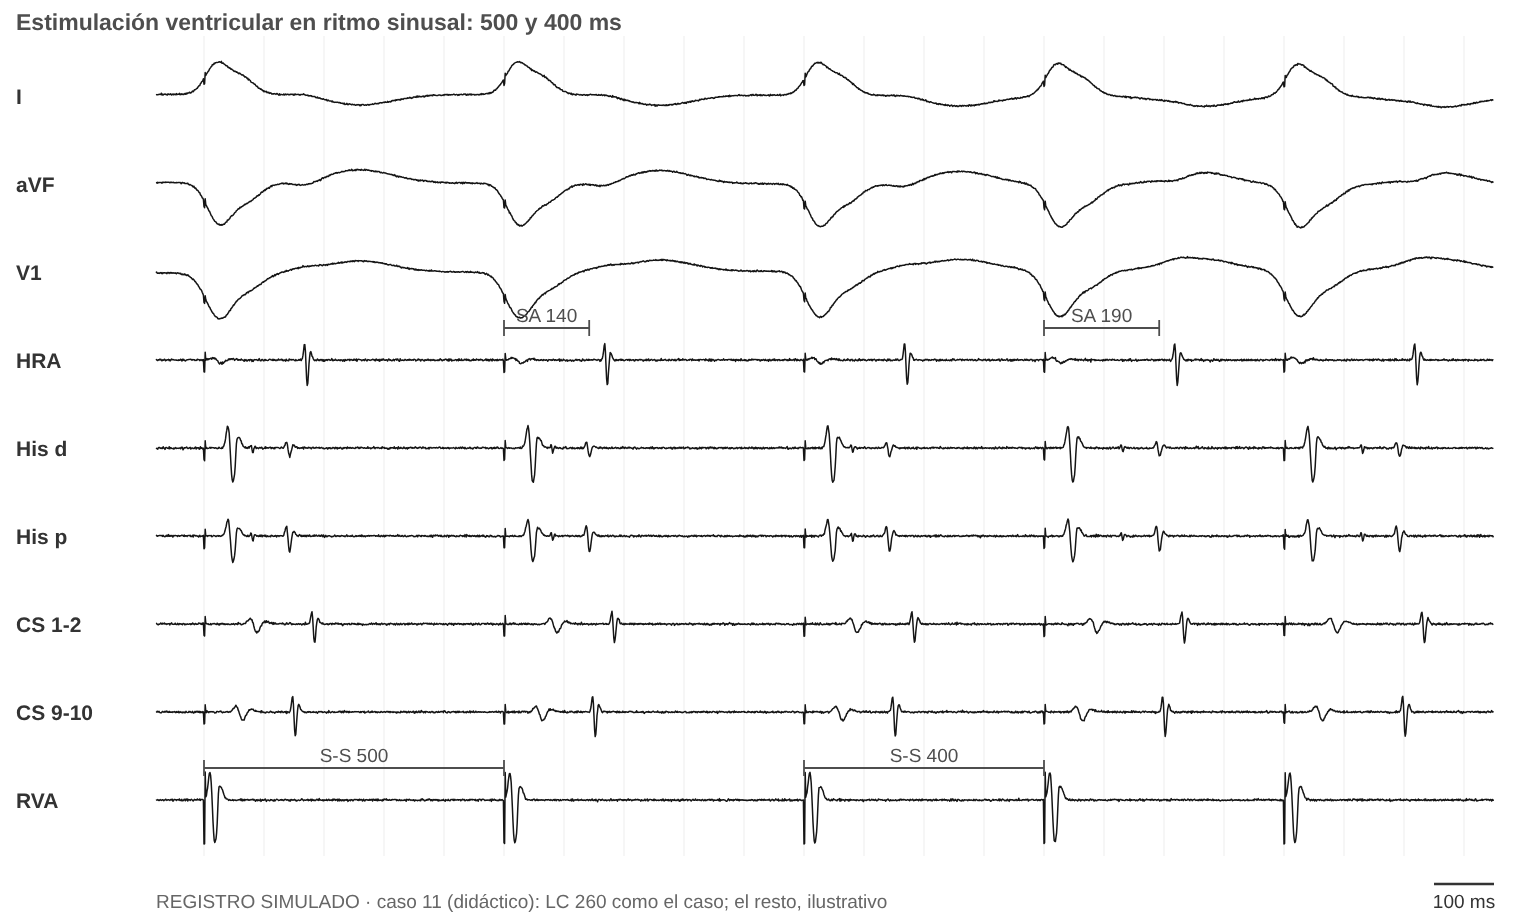 Estimulación ventricular en ritmo sinusal: 500 y 400 ms
I
aVF
V1
SA 140
SA 190
HRA
His d
His p
CS 1-2
CS 9-10
S-S 500
S-S 400
RVA
REGISTRO SIMULADO · caso 11 (didáctico): LC 260 como el caso; el resto, ilustrativo
100 ms